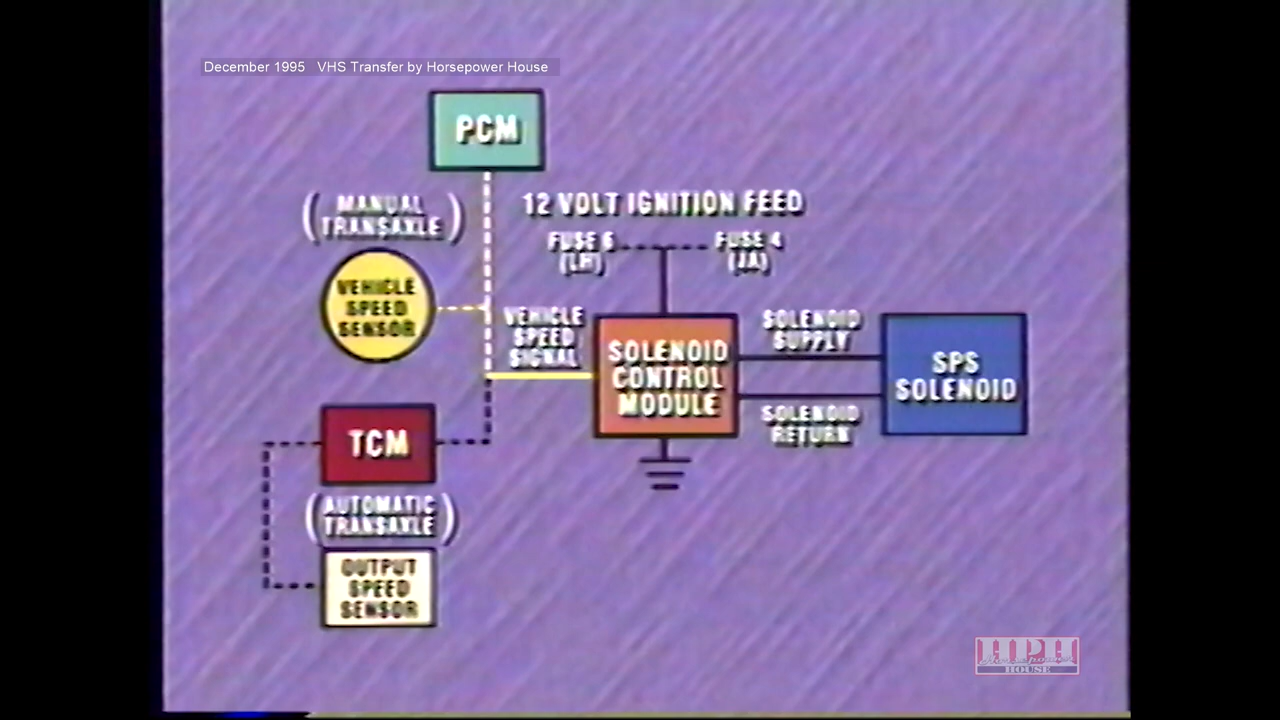 December 1995   VHS Transfer by Horsepower House
PCM
(MANUAL
TRANSAXLE)
12 VOLT IGNITION FEED
FUSE 6
(LH)
FUSE 4
(JA)
VEHICLE
SPEED
SENSOR
VEHICLE
SPEED
SIGNAL
SOLENOID
CONTROL
MODULE
SOLENOID
SUPPLY
SOLENOID
RETURN
SPS
SOLENOID
TCM
(AUTOMATIC
TRANSAXLE)
OUTPUT
SPEED
SENSOR
HPH
Horsepower
HOUSE